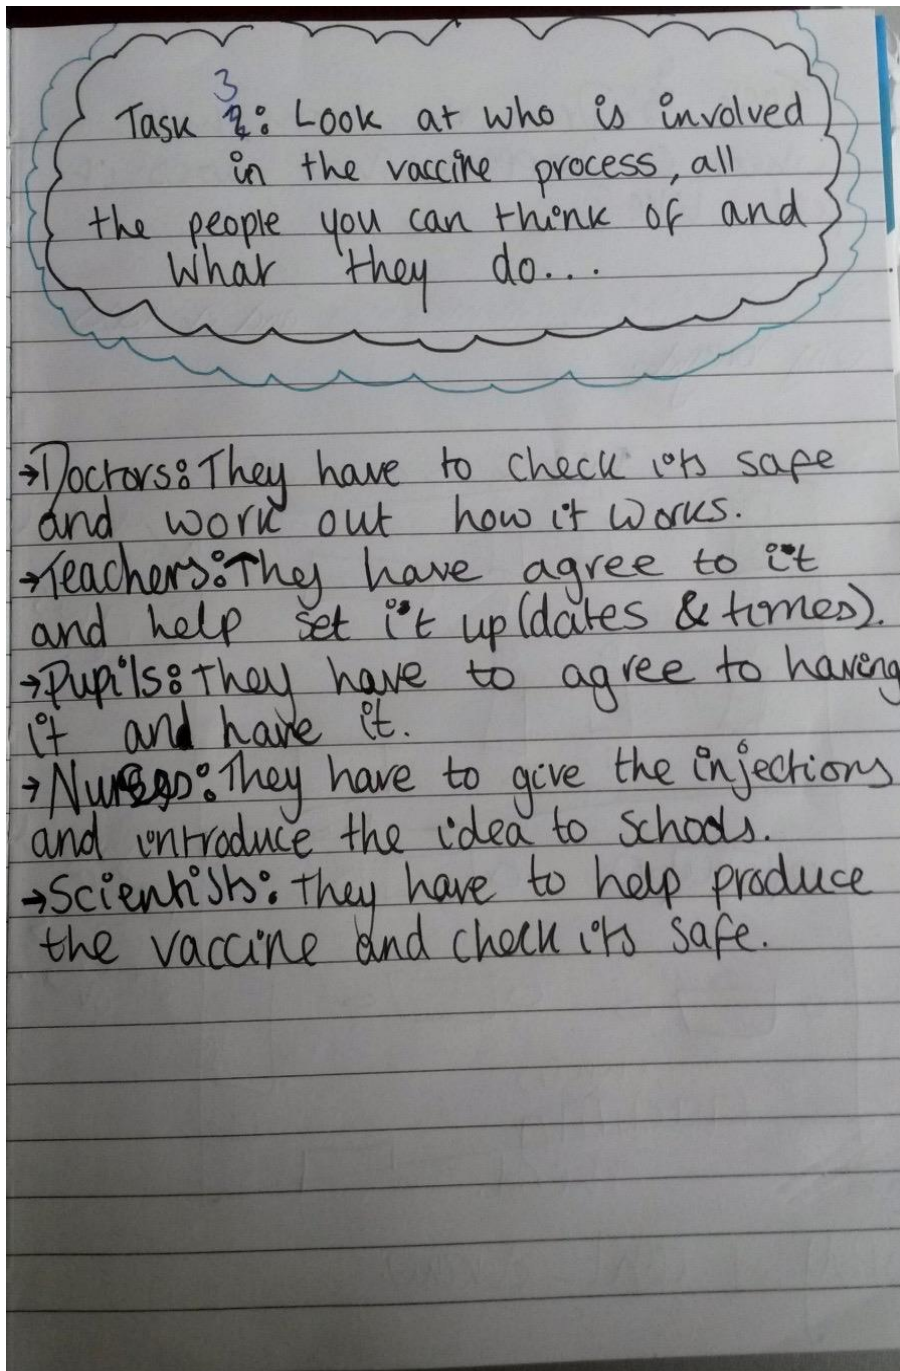 Task 3: Look at who is involved
in the vaccine process, all
the people you can think of and
what they do...
→Doctors: They have to check its safe
and work out how it works.
→Teachers: They have agree to it
and help set it up (dates & times).
→Pupils: They have to agree to having
it and have it.
→Nurses: They have to give the injections
and introduce the idea to schools.
→Scientists: They have to help produce
the vaccine and check its safe.